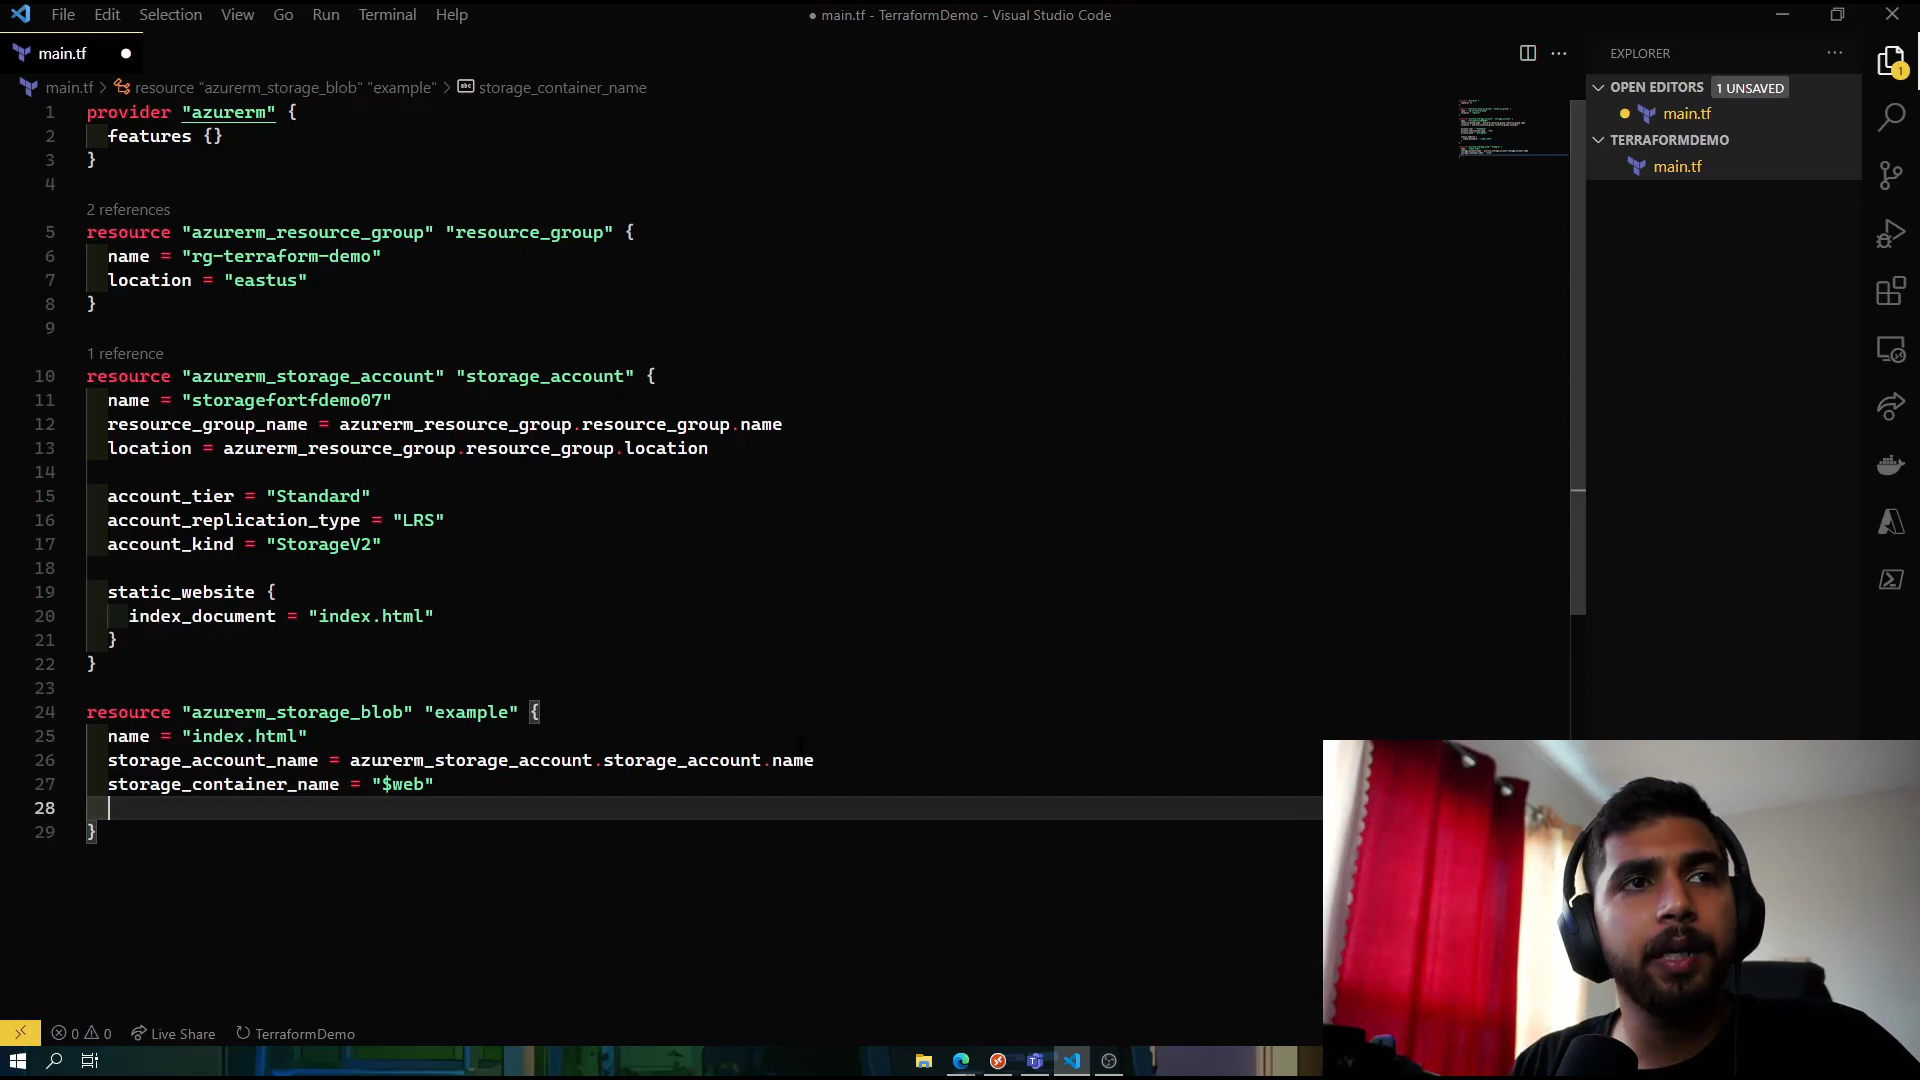 File Edit Selection View Go Run Terminal Help
● main.tf - TerraformDemo - Visual Studio Code
main.tf
main.tf > resource "azurerm_storage_blob" "example" > storage_container_name
1 provider "azurerm" {
2 features {}
3 }
4
2 references
5 resource "azurerm_resource_group" "resource_group" {
6 name = "rg-terraform-demo"
7 location = "eastus"
8 }
9
1 reference
10 resource "azurerm_storage_account" "storage_account" {
11 name = "storagefortfdemo07"
12 resource_group_name = azurerm_resource_group.resource_group.name
13 location = azurerm_resource_group.resource_group.location
14
15 account_tier = "Standard"
16 account_replication_type = "LRS"
17 account_kind = "StorageV2"
18
19 static_website {
20 index_document = "index.html"
21 }
22 }
23
24 resource "azurerm_storage_blob" "example" {
25 name = "index.html"
26 storage_account_name = azurerm_storage_account.storage_account.name
27 storage_container_name = "$web"
28
29 }
EXPLORER
OPEN EDITORS 1 UNSAVED
main.tf
TERRAFORMDEMO
main.tf
1
0 0 Live Share TerraformDemo